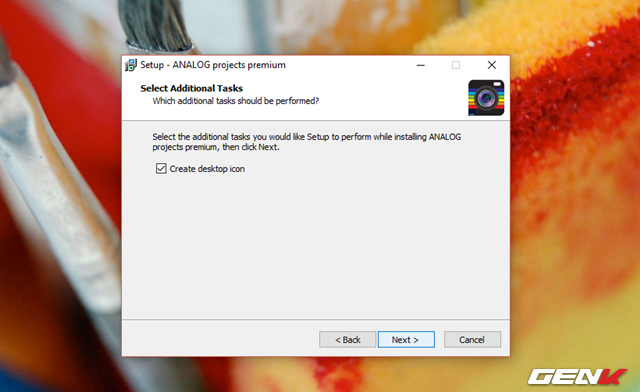 Setup - ANALOG projects premium
Select Additional Tasks
Which additional tasks should be performed?
Select the additional tasks you would like Setup to perform while installing ANALOG
projects premium, then click Next.
Create desktop icon
< Back
Next >
Cancel
GENK